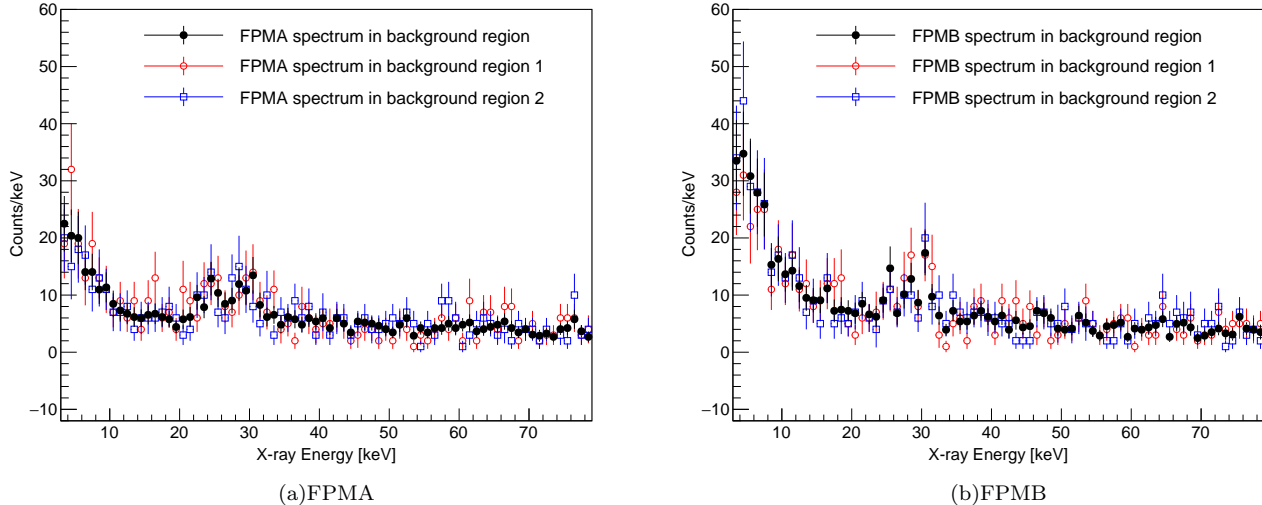 60
50
40
30
20
10
0
−10
Counts/keV
FPMA spectrum in background region
FPMA spectrum in background region 1
FPMA spectrum in background region 2
10 20 30 40 50 60 70
X-ray Energy [keV]
(a)FPMA
60
50
40
30
20
10
0
−10
Counts/keV
FPMB spectrum in background region
FPMB spectrum in background region 1
FPMB spectrum in background region 2
10 20 30 40 50 60 70
X-ray Energy [keV]
(b)FPMB